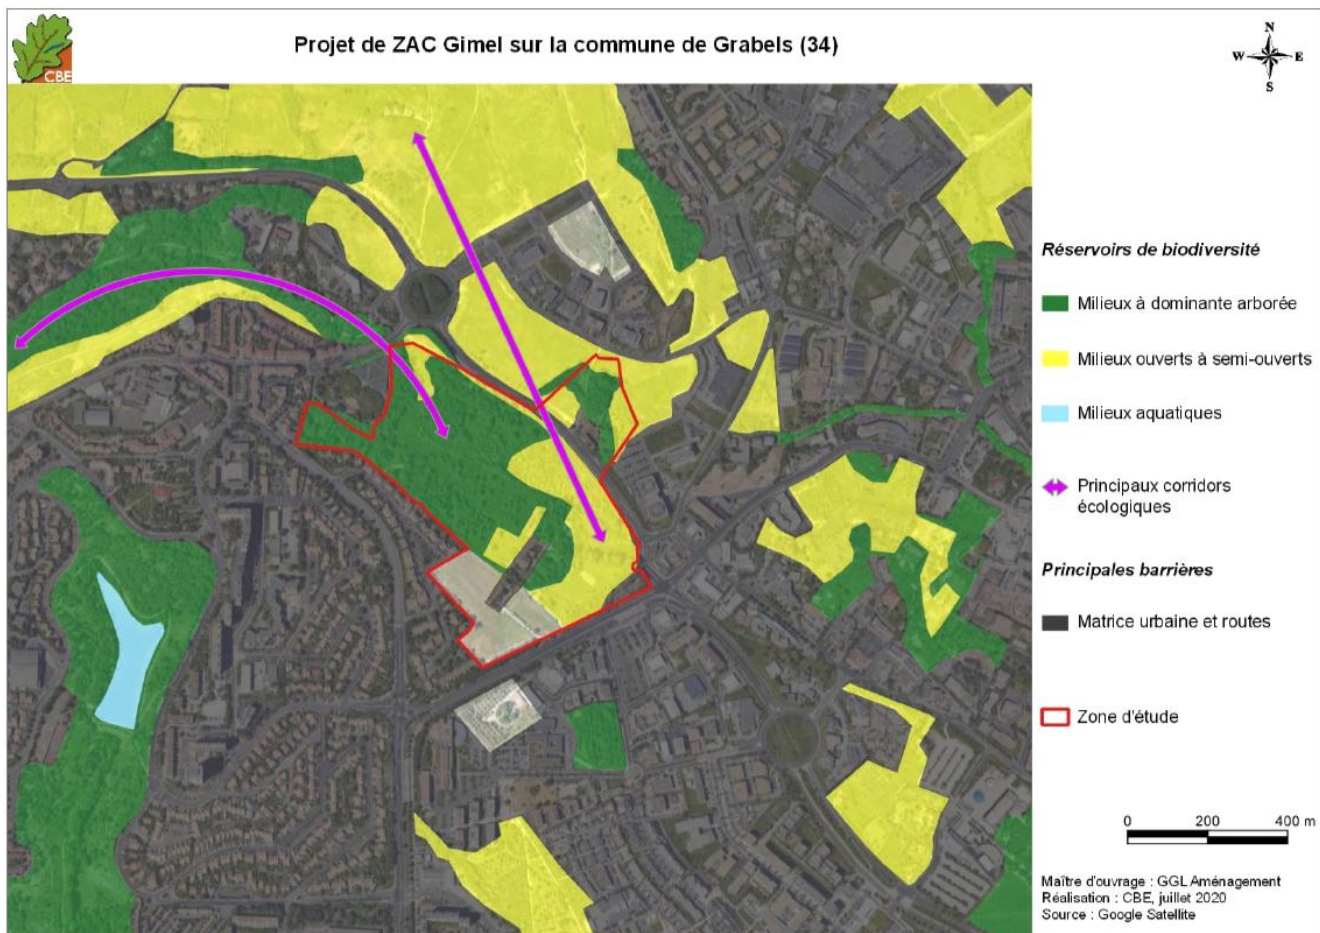 CBE
Projet de ZAC Gimel sur la commune de Grabels (34)
N
W E
S
Réservoirs de biodiversité
Milieux à dominante arborée
Milieux ouverts à semi-ouverts
Milieux aquatiques
Principaux corridors
écologiques
Principales barrières
Matrice urbaine et routes
Zone d'étude
0 200 400 m
Maître d'ouvrage : GGL Aménagement
Réalisation : CBE, juillet 2020
Source : Google Satellite